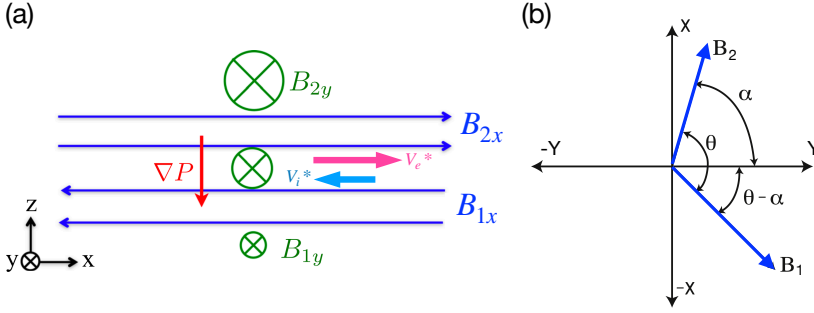 (a)
B₂y
B₂x
∇P
Vₑ*
Vᵢ*
B₁x
B₁y
z
y
x
(b)
X
B₂
α
-Y
θ
Y
θ-α
B₁
-X